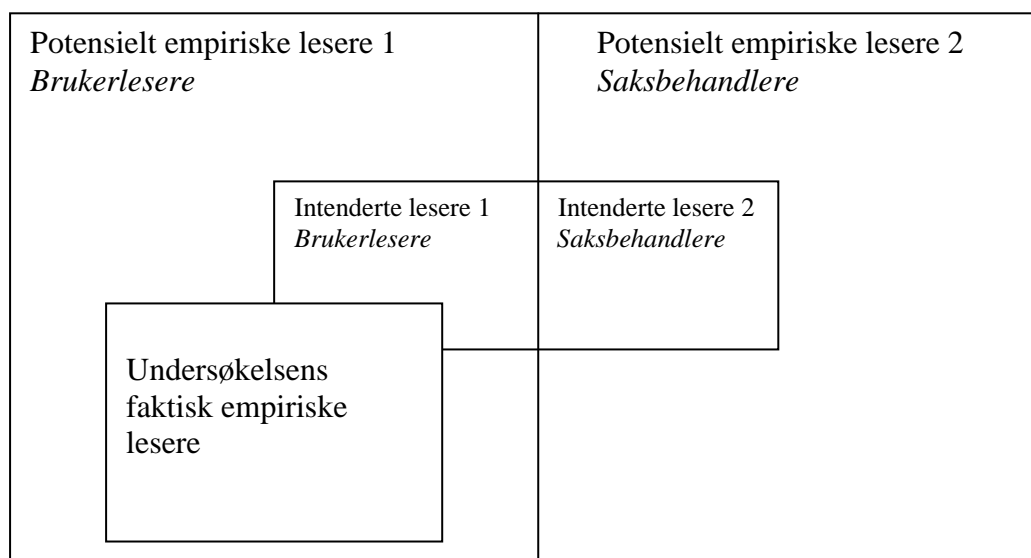 Potensielt empiriske lesere 1
Brukerlesere
Potensielt empiriske lesere 2
Saksbehandlere
Intenderte lesere 1
Brukerlesere
Intenderte lesere 2
Saksbehandlere
Undersøkelsens
faktisk empiriske
lesere